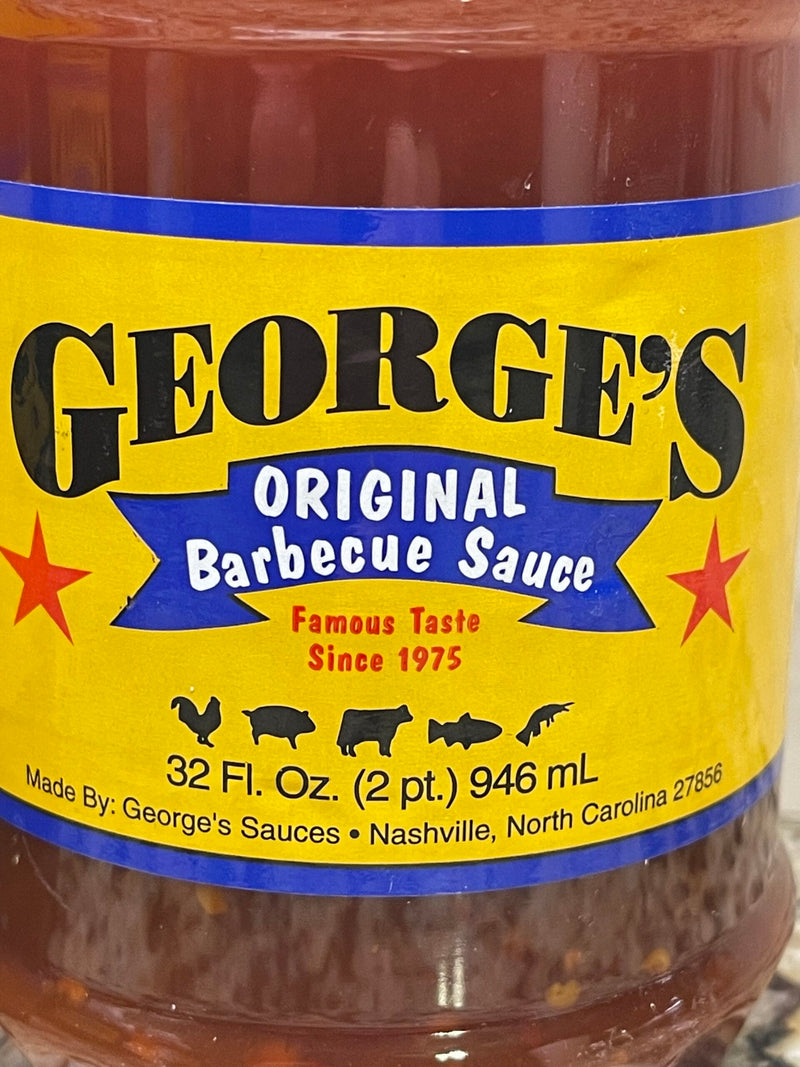 GEORGE'S
ORIGINAL
Barbecue Sauce
Famous Taste
Since 1975
32 Fl. Oz. (2 pt.) 946 mL
Made By: George's Sauces • Nashville, North Carolina 27856